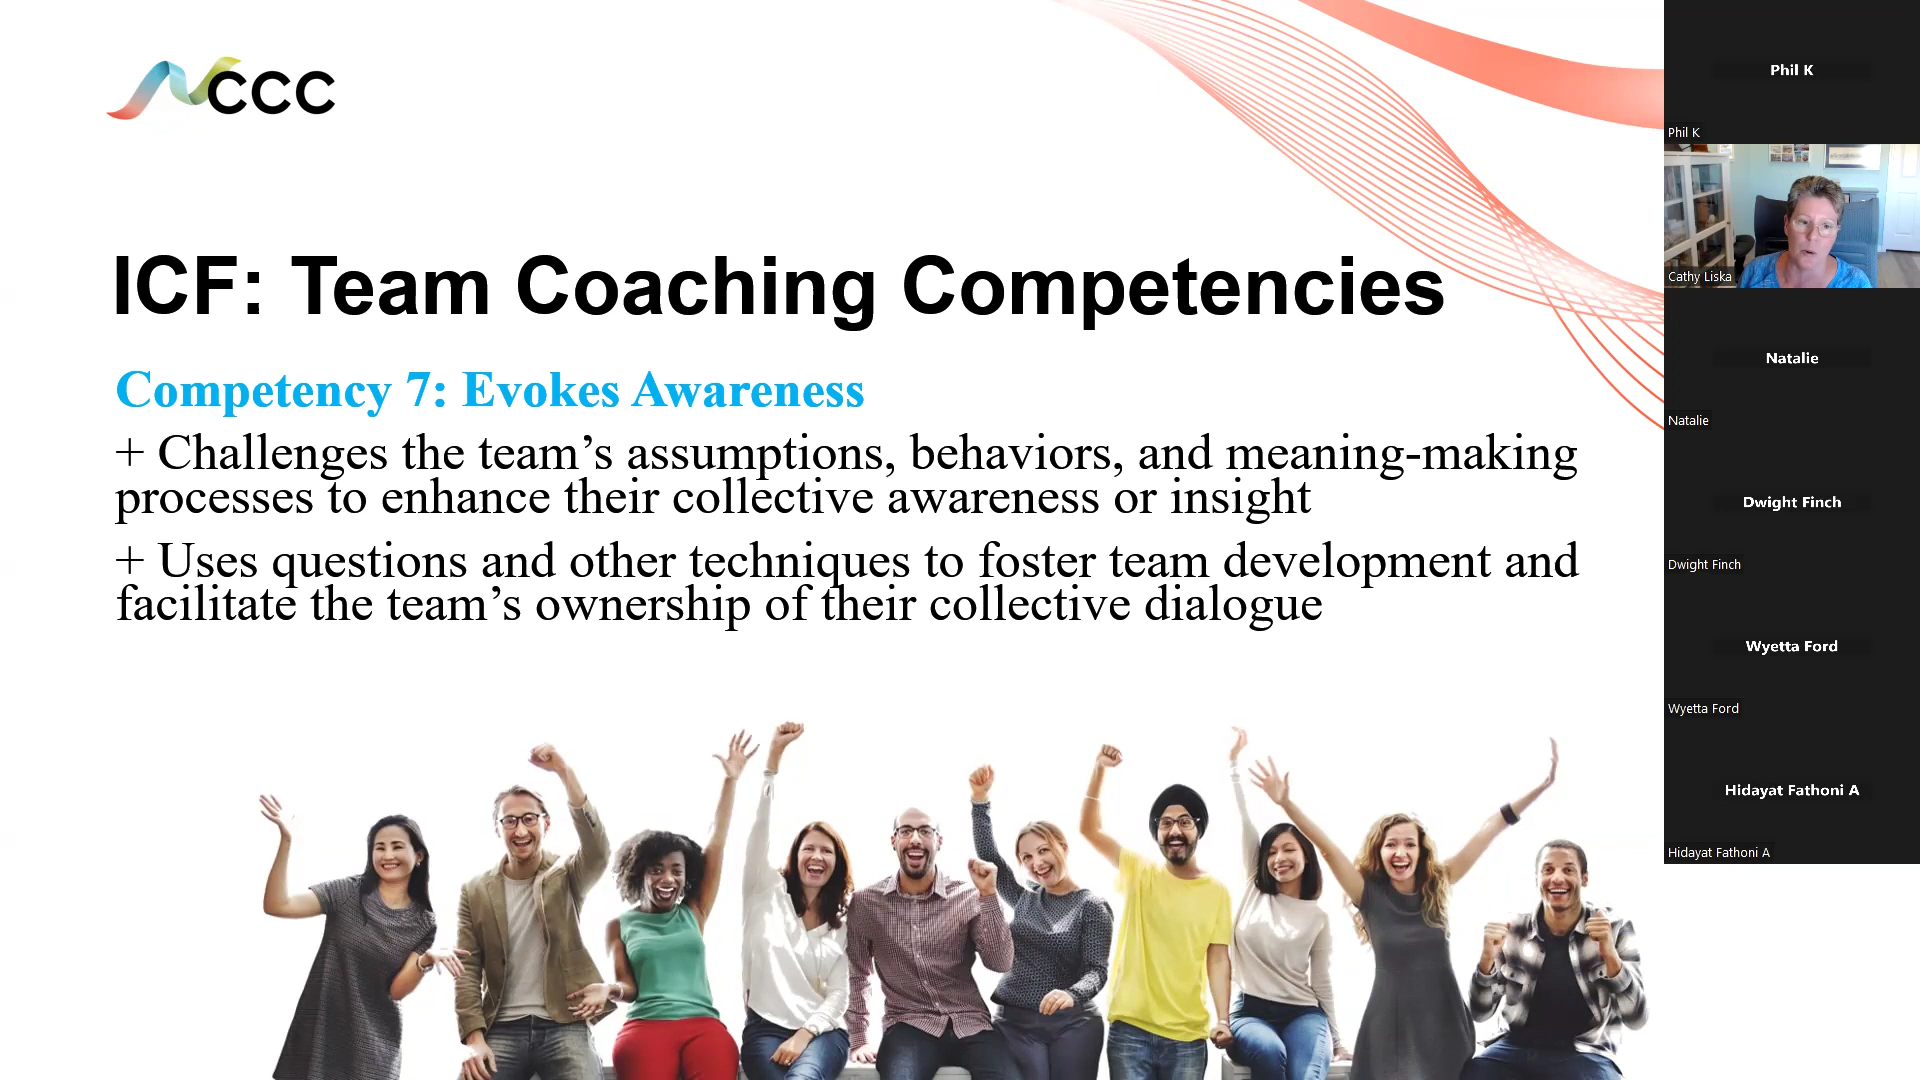 CCC
ICF: Team Coaching Competencies
Competency 7: Evokes Awareness
+ Challenges the team’s assumptions, behaviors, and meaning-making
processes to enhance their collective awareness or insight
+ Uses questions and other techniques to foster team development and
facilitate the team’s ownership of their collective dialogue
Phil K
Phil K
Cathy Liska
Natalie
Natalie
Dwight Finch
Dwight Finch
Wyetta Ford
Wyetta Ford
Hidayat Fathoni A
Hidayat Fathoni A